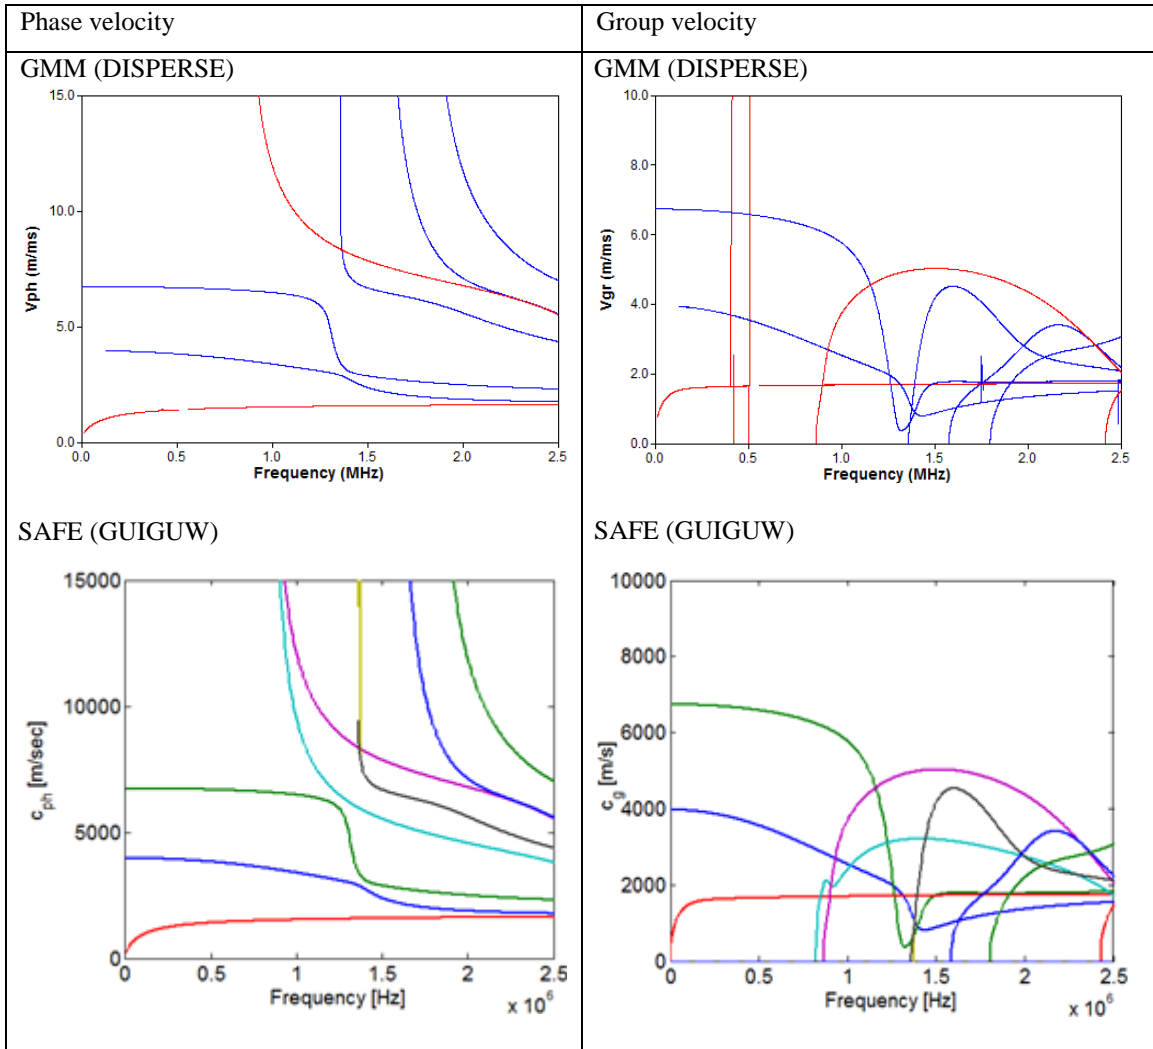 Phase velocity
Group velocity
GMM (DISPERSE)
GMM (DISPERSE)
15.0
10.0
5.0
0.0
Vph (m/ms)
0.0 0.5 1.0 1.5 2.0 2.5
Frequency (MHz)
10.0
8.0
6.0
4.0
2.0
0.0
Vgr (m/ms)
0.0 0.5 1.0 1.5 2.0 2.5
Frequency (MHz)
SAFE (GUIGUW)
SAFE (GUIGUW)
15000
10000
5000
0
c_ph [m/sec]
0 0.5 1 1.5 2 2.5
Frequency [Hz]
x 10^6
10000
8000
6000
4000
2000
0
c_g [m/s]
0 0.5 1 1.5 2 2.5
Frequency [Hz]
x 10^6